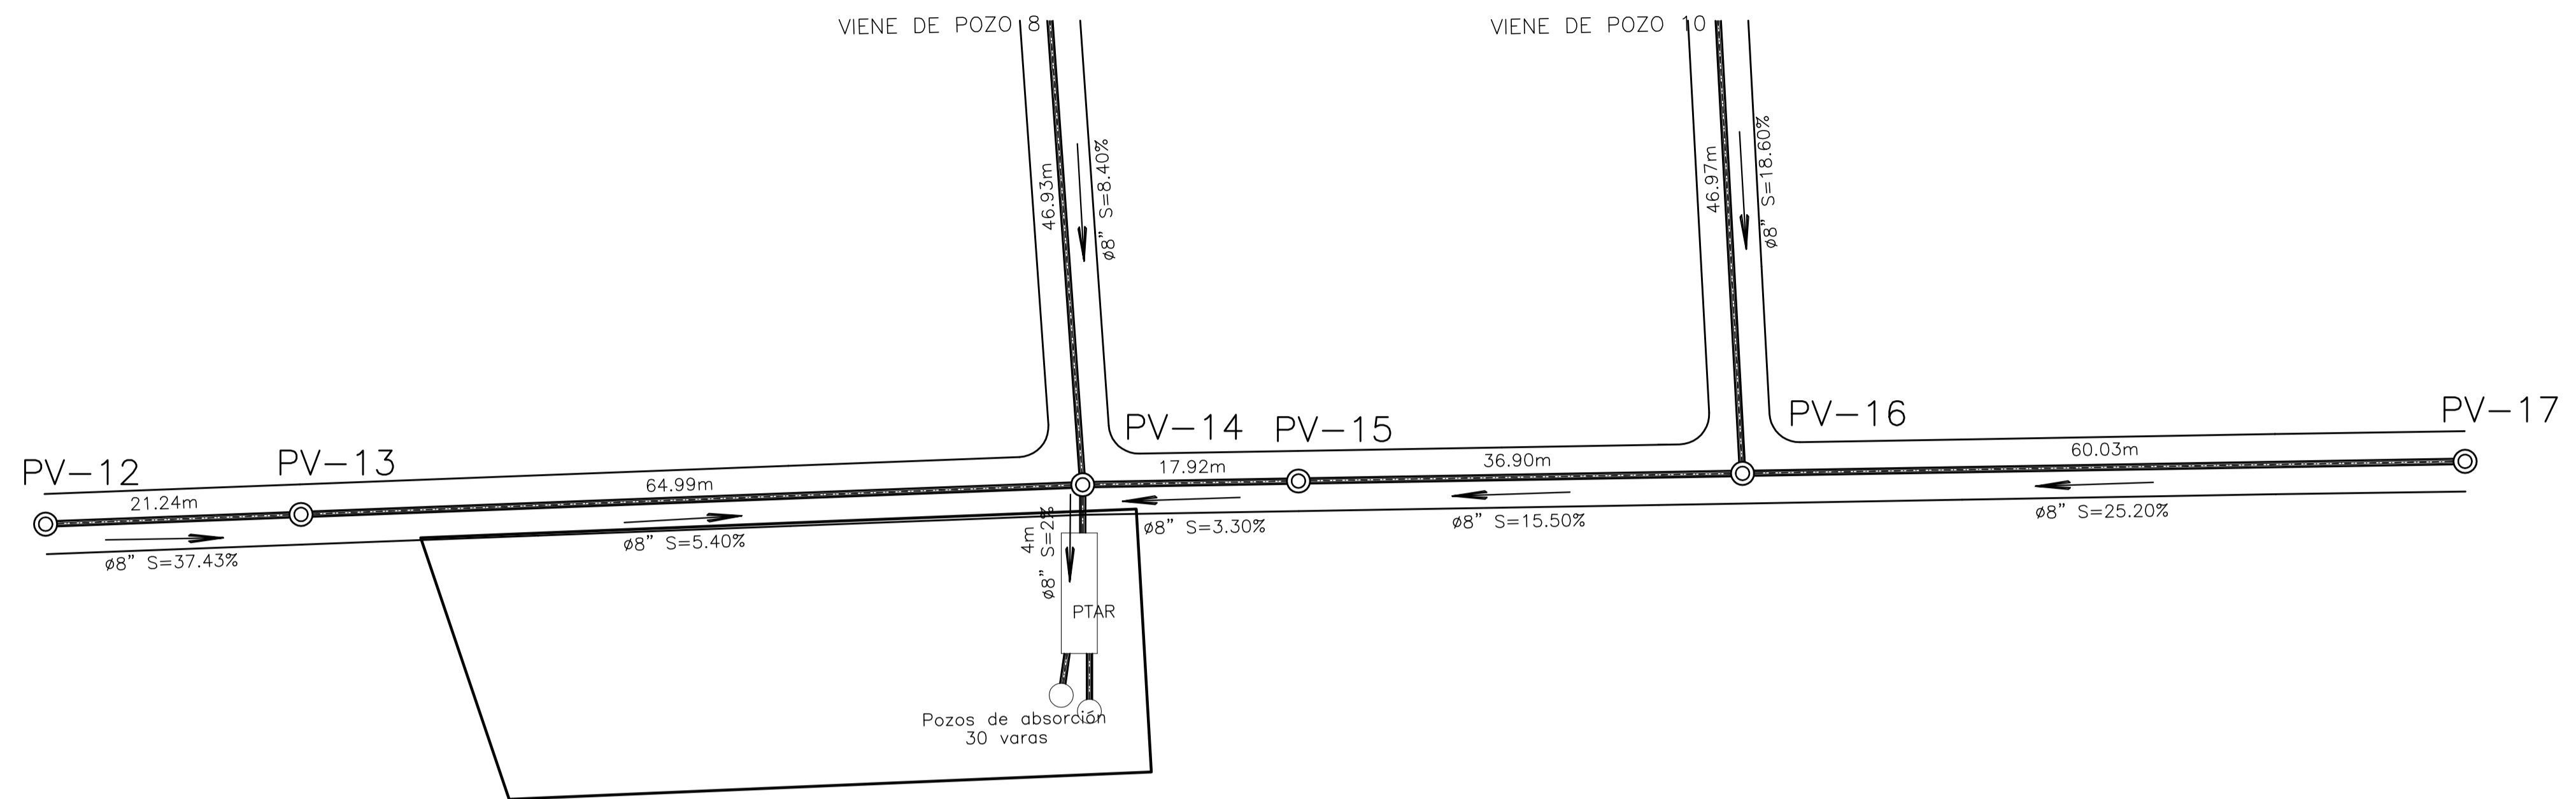 VIENE DE POZO 8
VIENE DE POZO 10
46.93m
ø8" S=8.40%
46.97m
ø8" S=18.60%
PV-12
PV-13
PV-14
PV-15
PV-16
PV-17
21.24m
64.99m
17.92m
36.90m
60.03m
ø8" S=37.43%
ø8" S=5.40%
4m
ø8" S=2%
ø8" S=3.30%
ø8" S=15.50%
ø8" S=25.20%
PTAR
Pozos de absorción
30 varas